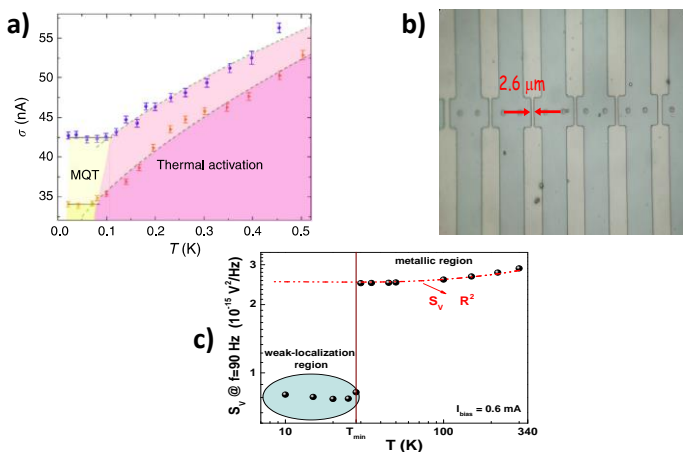 a)
σ (nA)
55
50
45
40
35
MQT
Thermal activation
0.0 0.1 0.2 0.3 0.4 0.5
T (K)
b)
2.6 μm
c)
S_V @ f=90 Hz (10^-15 V^2/Hz)
3
2
1
metallic region
S_V R^2
weak-localization
region
I_bias = 0.6 mA
10 T_min 100 340
T (K)